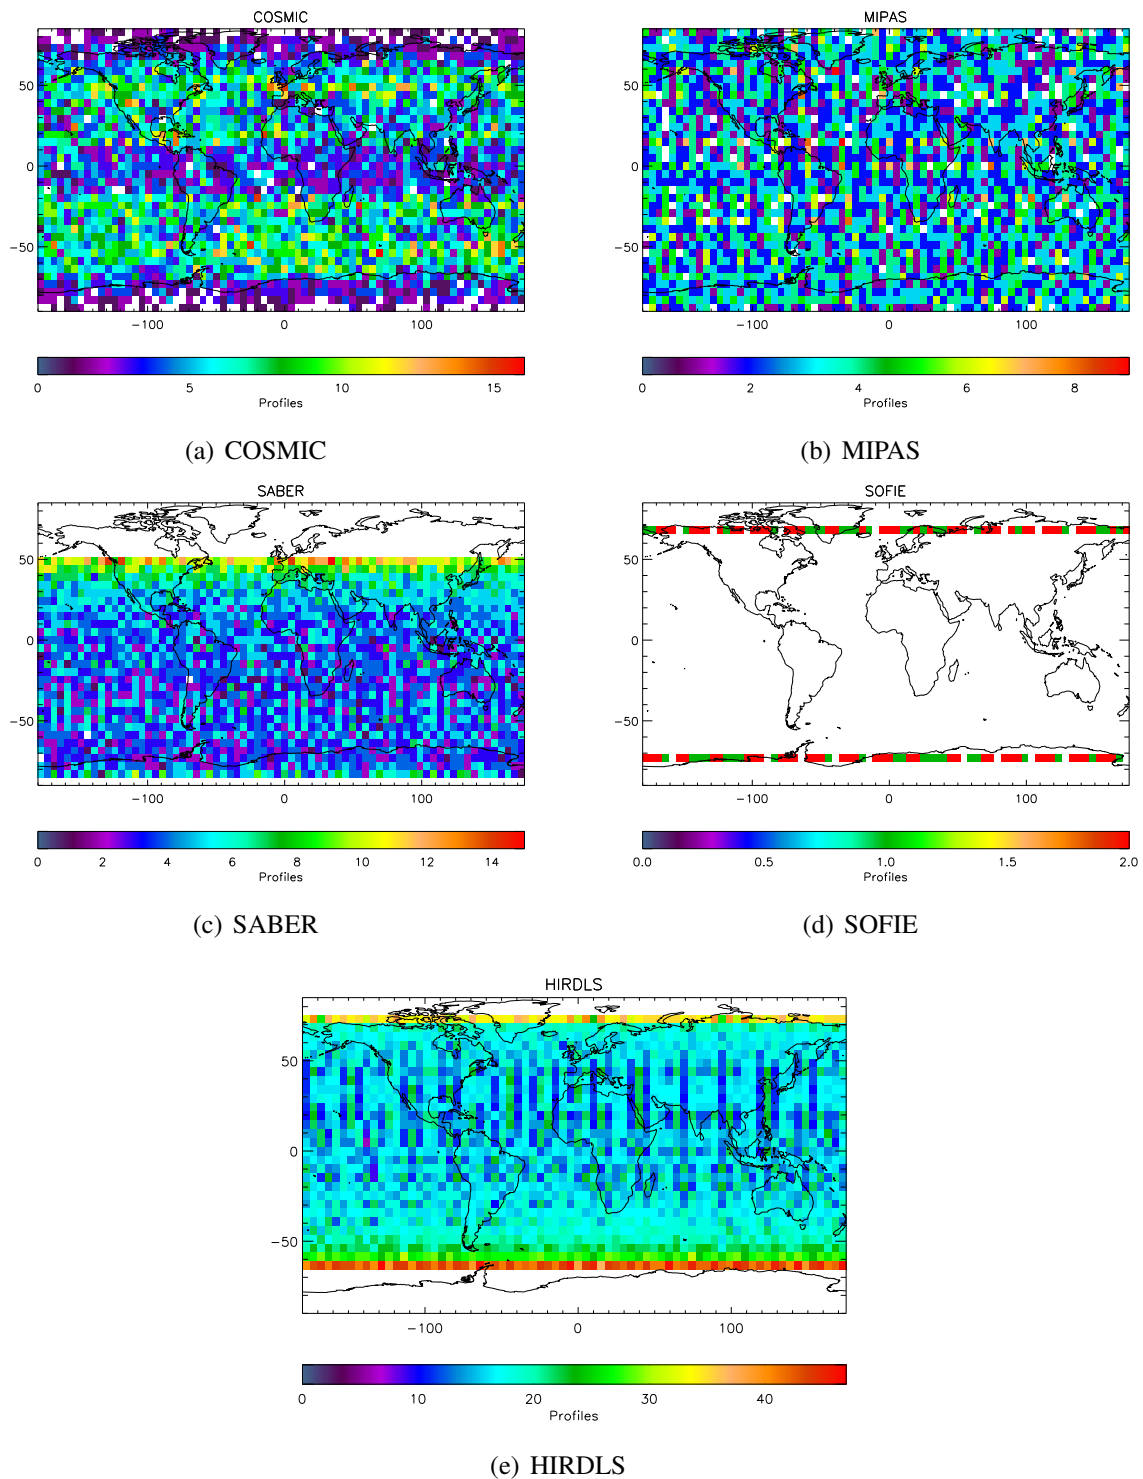 COSMIC
50
0
−50
−100 0 100
0 5 10 15
Profiles
(a) COSMIC
MIPAS
50
0
−50
−100 0 100
0 2 4 6 8
Profiles
(b) MIPAS
SABER
50
0
−50
−100 0 100
0 2 4 6 8 10 12 14
Profiles
(c) SABER
SOFIE
50
0
−50
−100 0 100
0.0 0.5 1.0 1.5 2.0
Profiles
(d) SOFIE
HIRDLS
50
0
−50
−100 0 100
0 10 20 30 40
Profiles
(e) HIRDLS